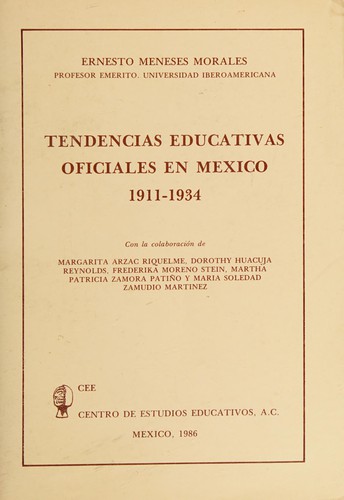 ERNESTO MENESES MORALES
PROFESOR EMERITO. UNIVERSIDAD IBEROAMERICANA
TENDENCIAS EDUCATIVAS
OFICIALES EN MEXICO
1911-1934
Con la colaboración de
MARGARITA ARZAC RIQUELME, DOROTHY HUACUJA
REYNOLDS, FREDERIKA MORENO STEIN, MARTHA
PATRICIA ZAMORA PATIÑO Y MARIA SOLEDAD
ZAMUDIO MARTINEZ
CEE
CENTRO DE ESTUDIOS EDUCATIVOS, A.C.
MEXICO, 1986